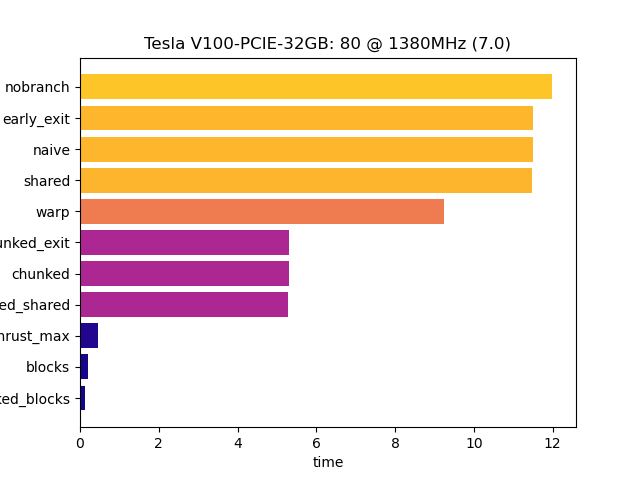 Tesla V100-PCIE-32GB: 80 @ 1380MHz (7.0)
nobranch
early_exit
naive
shared
warp
unked_exit
chunked
ed_shared
hrust_max
blocks
ked_blocks
0 2 4 6 8 10 12
time